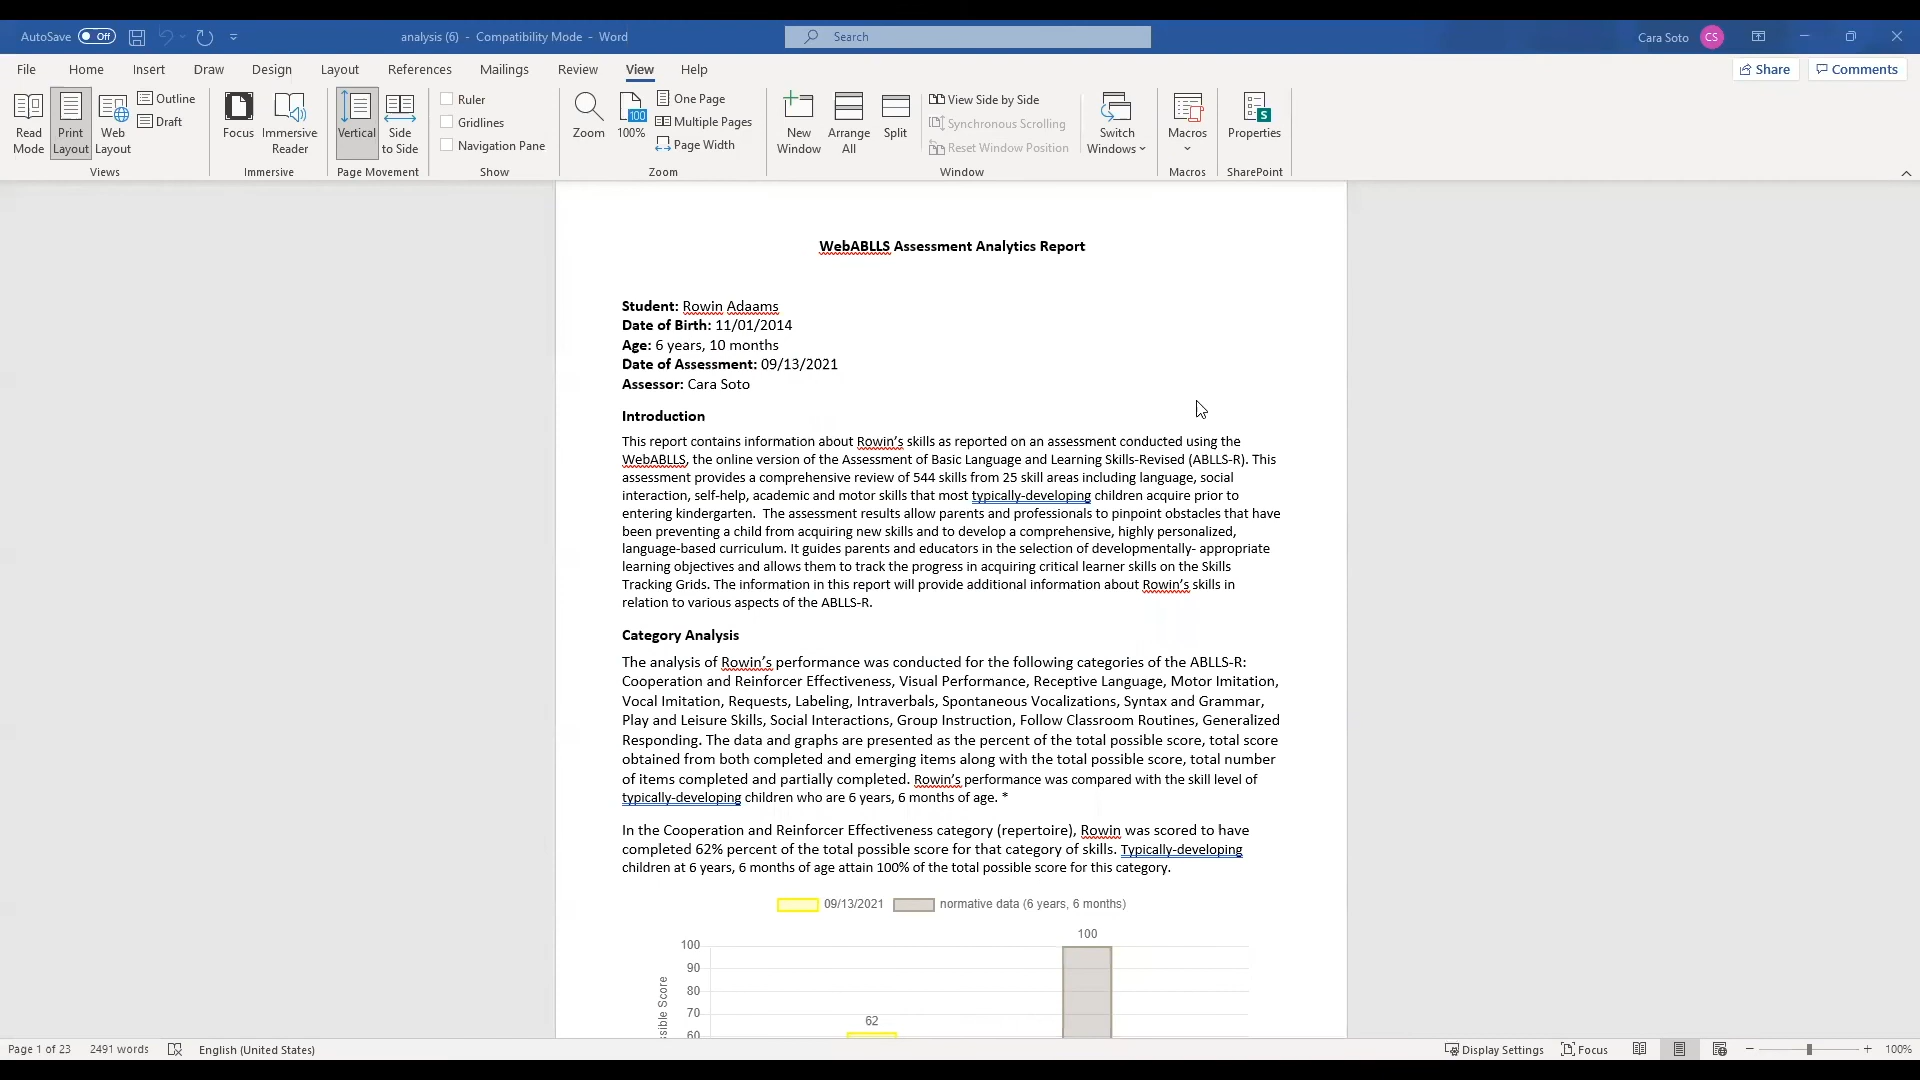 AutoSave Off analysis (6) - Compatibility Mode - Word Search Cara Soto CS
File Home Insert Draw Design Layout References Mailings Review View Help Share Comments
Read Mode
Print Layout
Web Layout
Outline
Draft
Views
Focus
Immersive Reader
Immersive
Vertical
Side to Side
Page Movement
Ruler
Gridlines
Navigation Pane
Show
Zoom
100
100%
One Page
Multiple Pages
Page Width
Zoom
New Window
Arrange All
Split
View Side by Side
Synchronous Scrolling
Reset Window Position
Switch Windows
Window
Macros
Macros
S
Properties
SharePoint
WebABLLS Assessment Analytics Report
Student: Rowin Adaams
Date of Birth: 11/01/2014
Age: 6 years, 10 months
Date of Assessment: 09/13/2021
Assessor: Cara Soto
Introduction
This report contains information about Rowin’s skills as reported on an assessment conducted using the
WebABLLS, the online version of the Assessment of Basic Language and Learning Skills-Revised (ABLLS-R). This
assessment provides a comprehensive review of 544 skills from 25 skill areas including language, social
interaction, self-help, academic and motor skills that most typically-developing children acquire prior to
entering kindergarten.  The assessment results allow parents and professionals to pinpoint obstacles that have
been preventing a child from acquiring new skills and to develop a comprehensive, highly personalized,
language-based curriculum. It guides parents and educators in the selection of developmentally- appropriate
learning objectives and allows them to track the progress in acquiring critical learner skills on the Skills
Tracking Grids. The information in this report will provide additional information about Rowin’s skills in
relation to various aspects of the ABLLS-R.
Category Analysis
The analysis of Rowin’s performance was conducted for the following categories of the ABLLS-R:
Cooperation and Reinforcer Effectiveness, Visual Performance, Receptive Language, Motor Imitation,
Vocal Imitation, Requests, Labeling, Intraverbals, Spontaneous Vocalizations, Syntax and Grammar,
Play and Leisure Skills, Social Interactions, Group Instruction, Follow Classroom Routines, Generalized
Responding. The data and graphs are presented as the percent of the total possible score, total score
obtained from both completed and emerging items along with the total possible score, total number
of items completed and partially completed. Rowin’s performance was compared with the skill level of
typically-developing children who are 6 years, 6 months of age. *
In the Cooperation and Reinforcer Effectiveness category (repertoire), Rowin was scored to have
completed 62% percent of the total possible score for that category of skills. Typically-developing
children at 6 years, 6 months of age attain 100% of the total possible score for this category.
09/13/2021 normative data (6 years, 6 months)
100
100
90
80
70
62
60
Score
Page 1 of 23 2491 words English (United States) Display Settings Focus 100%